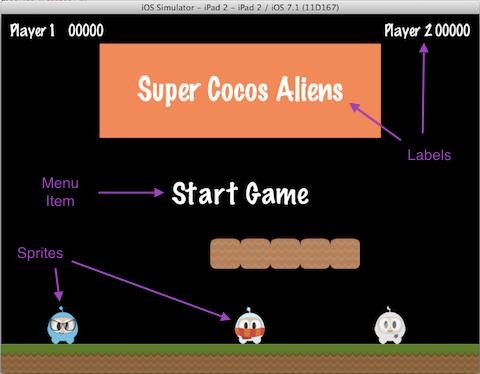 iOS Simulator – iPad 2 – iPad 2 / iOS 7.1 (11D167)
Player 1 00000
Player 2 00000
Super Cocos Aliens
Labels
Menu
Item
Start Game
Sprites